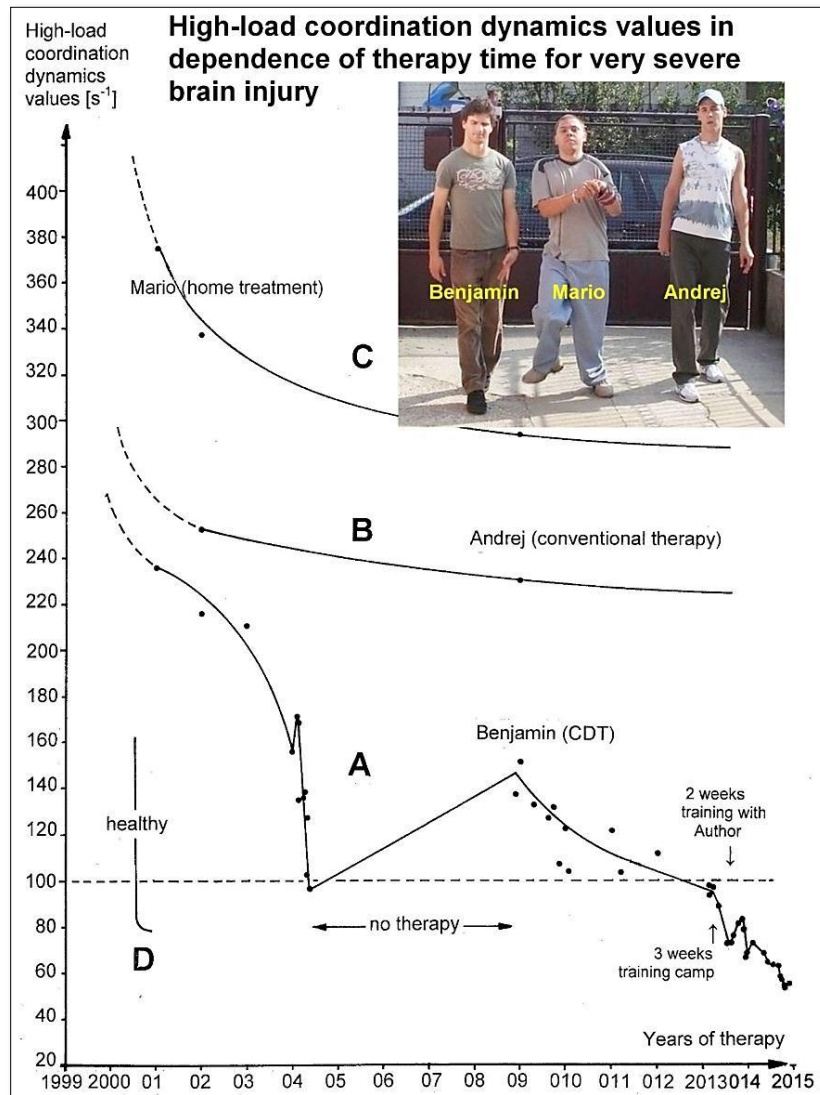 High-load coordination dynamics values in
dependence of therapy time for very severe
brain injury
High-load
coordination
dynamics
values [s⁻¹]
Benjamin
Mario
Andrej
400
380
360
340
320
300
280
260
240
220
200
180
160
140
120
100
80
60
40
20
Mario (home treatment)
C
B
Andrej (conventional therapy)
A
Benjamin (CDT)
2 weeks
training with
Author
healthy
no therapy
D
3 weeks
training camp
Years of therapy
1999 2000 01 02 03 04 05 06 07 08 09 010 011 012 2013 014 2015